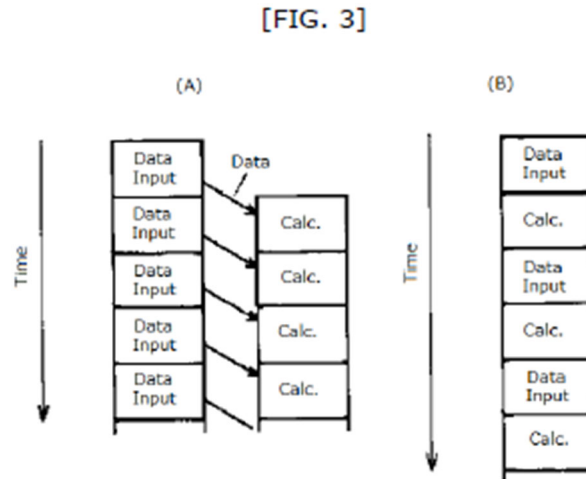 [FIG. 3]
(A)
(B)
Time
Data
Input
Data
Input
Data
Input
Data
Input
Data
Input
Data
Calc.
Calc.
Calc.
Calc.
Time
Data
Input
Calc.
Data
Input
Calc.
Data
Input
Calc.